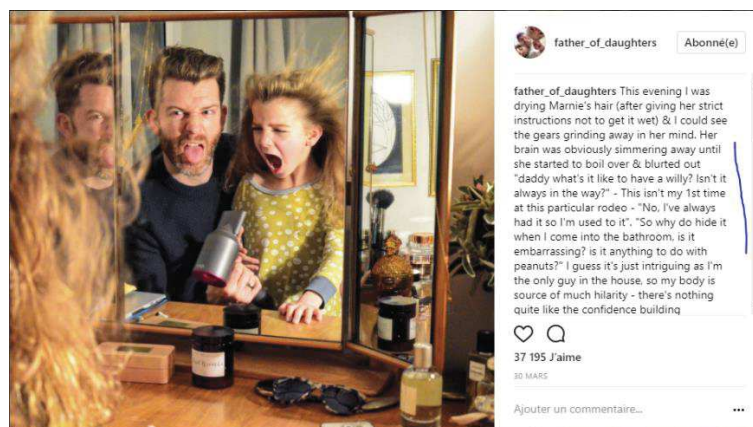 father_of_daughters
Abonné(e)
father_of_daughters This evening I was
drying Marnie's hair (after giving her strict
instructions not to get it wet) & I could see
the gears grinding away in her mind. Her
brain was obviously simmering away until
she started to boil over & blurted out
"daddy what's it like to have a willy? Isn't it
always in the way?" - This isn't my 1st time
at this particular rodeo - "No, I've always
had it so I'm used to it". "So why do hide it
when I come into the bathroom, is it
embarrassing? is it anything to do with
peanuts?" I guess it's just intriguing as I'm
the only guy in the house, so my body is
source of much hilarity - there's nothing
quite like the confidence building
37 195 J'aime
30 MARS
Ajouter un commentaire...